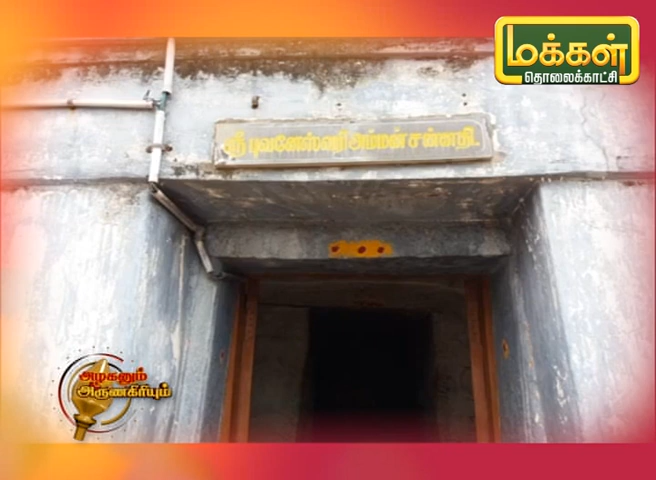 மக்கள்
தொலைக்காட்சி
ஸ்ரீ புவனேஸ்வரி அம்மன் சன்னதி.
அழகனும்
அருணகிரியும்